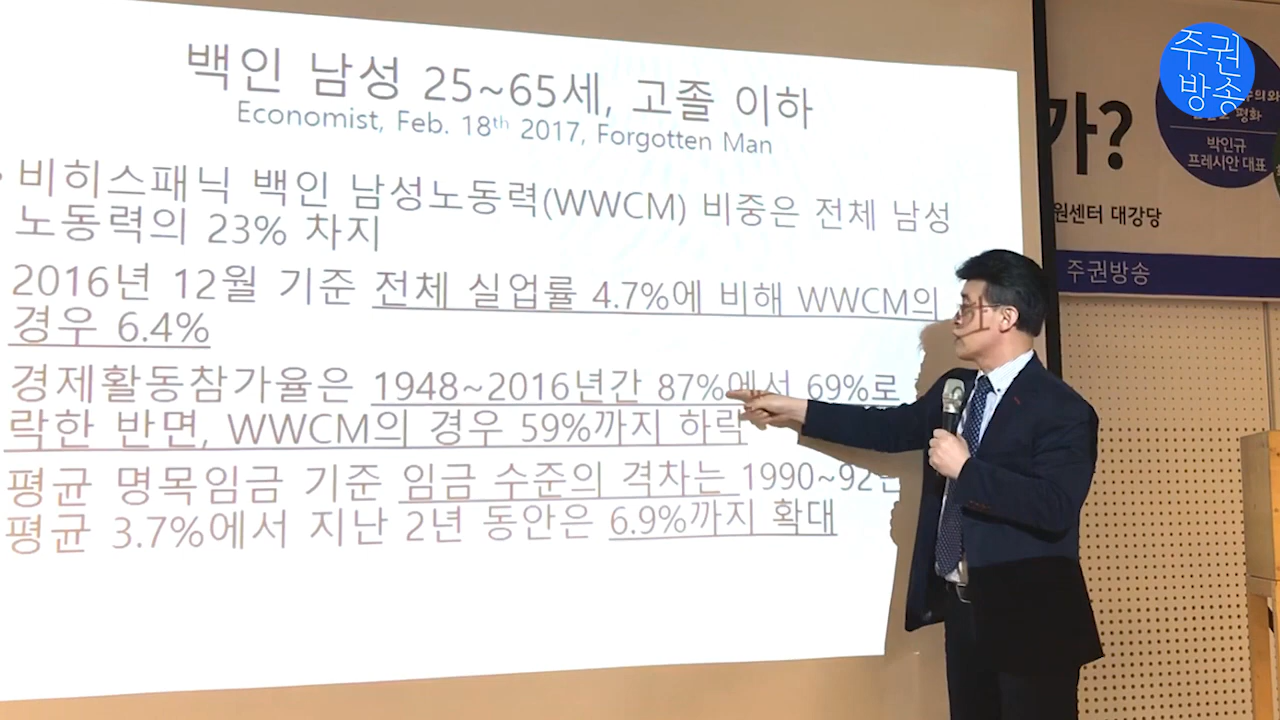 백인 남성 25~65세, 고졸 이하
Economist, Feb. 18th 2017, Forgotten Man
비히스패닉 백인 남성노동력(WWCM) 비중은 전체 남성
노동력의 23% 차지
2016년 12월 기준 전체 실업률 4.7%에 비해 WWCM의
경우 6.4%
경제활동참가율은 1948~2016년간 87%에서 69%로
락한 반면, WWCM의 경우 59%까지 하락
평균 명목임금 기준 임금 수준의 격차는 1990~92년
평균 3.7%에서 지난 2년 동안은 6.9%까지 확대
주권
방송
가?
평화
박인규
프레시안 대표
원센터 대강당
주권방송